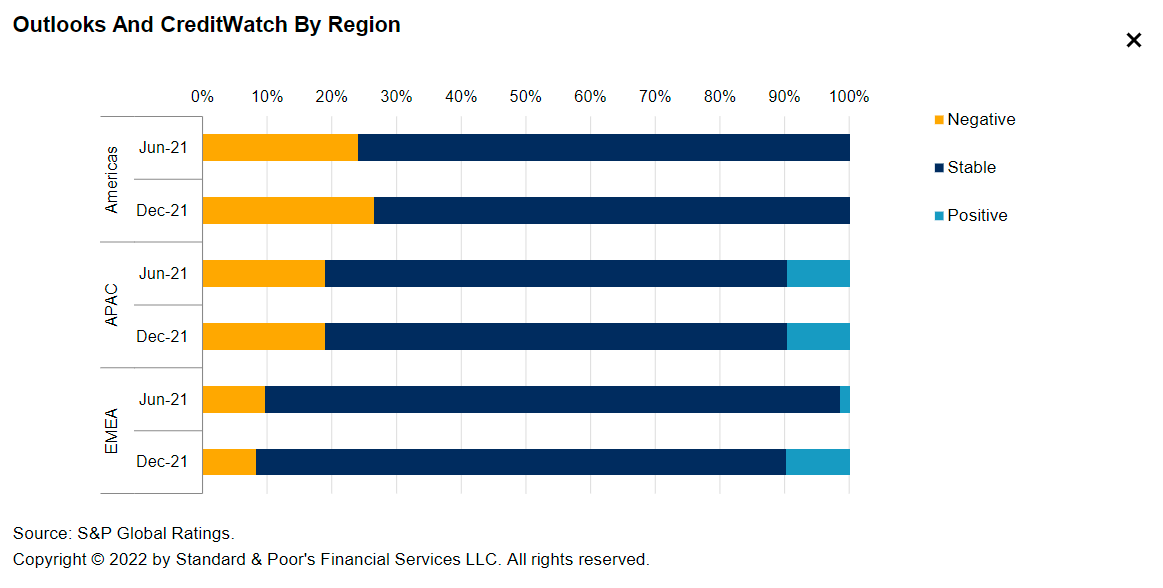 Outlooks And CreditWatch By Region
×
0% 10% 20% 30% 40% 50% 60% 70% 80% 90% 100%
Negative
Stable
Positive
Americas
Jun-21
Dec-21
APAC
Jun-21
Dec-21
EMEA
Jun-21
Dec-21
Source: S&P Global Ratings.
Copyright © 2022 by Standard & Poor's Financial Services LLC. All rights reserved.